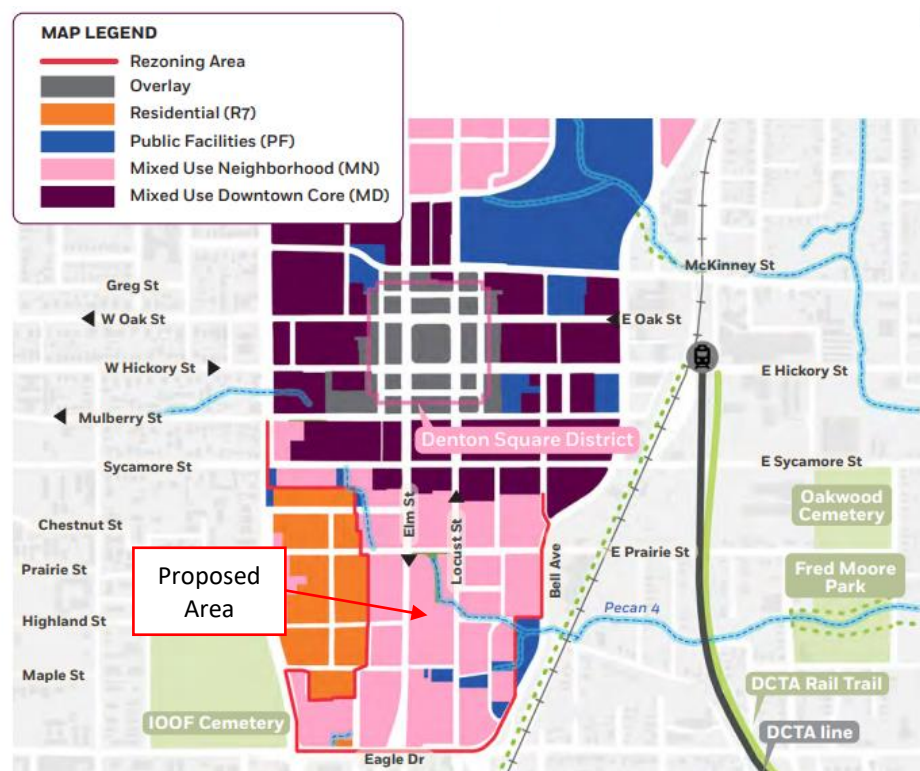 MAP LEGEND
Rezoning Area
Overlay
Residential (R7)
Public Facilities (PF)
Mixed Use Neighborhood (MN)
Mixed Use Downtown Core (MD)
McKinney St
Greg St
W Oak St
E Oak St
W Hickory St
E Hickory St
Mulberry St
Denton Square District
Sycamore St
E Sycamore St
Oakwood
Cemetery
Elm St
Locust St
Chestnut St
Bell Ave
E Prairie St
Prairie St
Proposed
Area
Fred Moore
Park
Pecan 4
Highland St
Maple St
DCTA Rail Trail
IOOF Cemetery
DCTA line
Eagle Dr